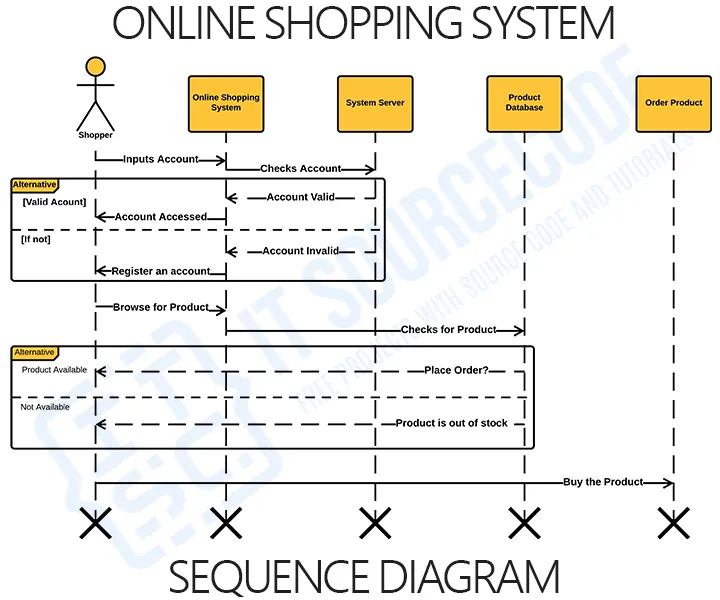 ONLINE SHOPPING SYSTEM
Shopper
Online Shopping
System
System Server
Product
Database
Order Product
Inputs Account
Checks Account
Alternative
[Valid Acount]
Account Valid
Account Accessed
[If not]
Account Invalid
Register an account
Browse for Product
Checks for Product
Alternative
Product Available
Place Order?
Not Available
Product is out of stock
Buy the Product
IT SOURCECODE
FREE PROJECTS WITH SOURCE CODE AND TUTORIALS
SEQUENCE DIAGRAM